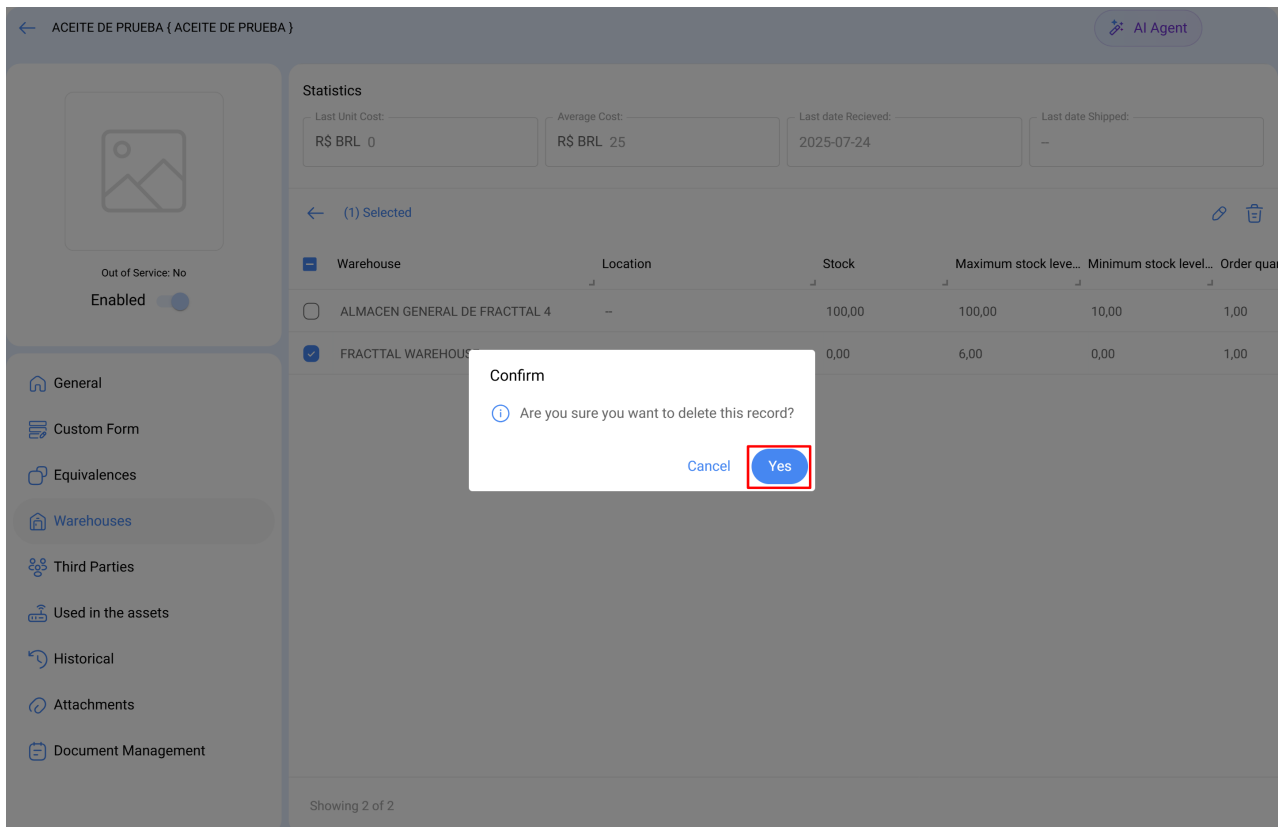 ACEITE DE PRUEBA { ACEITE DE PRUEBA }
AI Agent
Out of Service: No
Enabled
General
Custom Form
Equivalences
Warehouses
Third Parties
Used in the assets
Historical
Attachments
Document Management
Statistics
Last Unit Cost:
R$ BRL 0
Average Cost:
R$ BRL 25
Last date Recieved:
2025-07-24
Last date Shipped:
--
(1) Selected
Warehouse Location Stock Maximum stock leve... Minimum stock level... Order quar
ALMACEN GENERAL DE FRACTTAL 4 -- 100,00 100,00 10,00 1,00
FRACTTAL WAREHOUS 0,00 6,00 0,00 1,00
Confirm
Are you sure you want to delete this record?
Cancel Yes
Showing 2 of 2